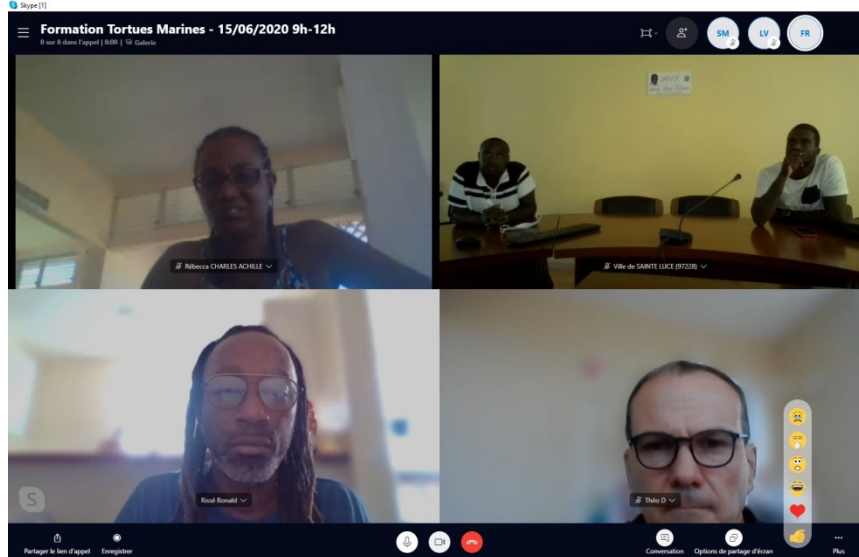 Skype [1]
Formation Tortues Marines - 15/06/2020 9h-12h
8 sur 8 dans l'appel | 0:00 | Galerie
SM
LV
FR
Rébecca CHARLES ACHILLE
Ville de SAINTE LUCE (97228)
Rissé Ronald
Théo D
S
Partager le lien d'appel
Enregistrer
Conversation
Options de partage d'écran
Plus